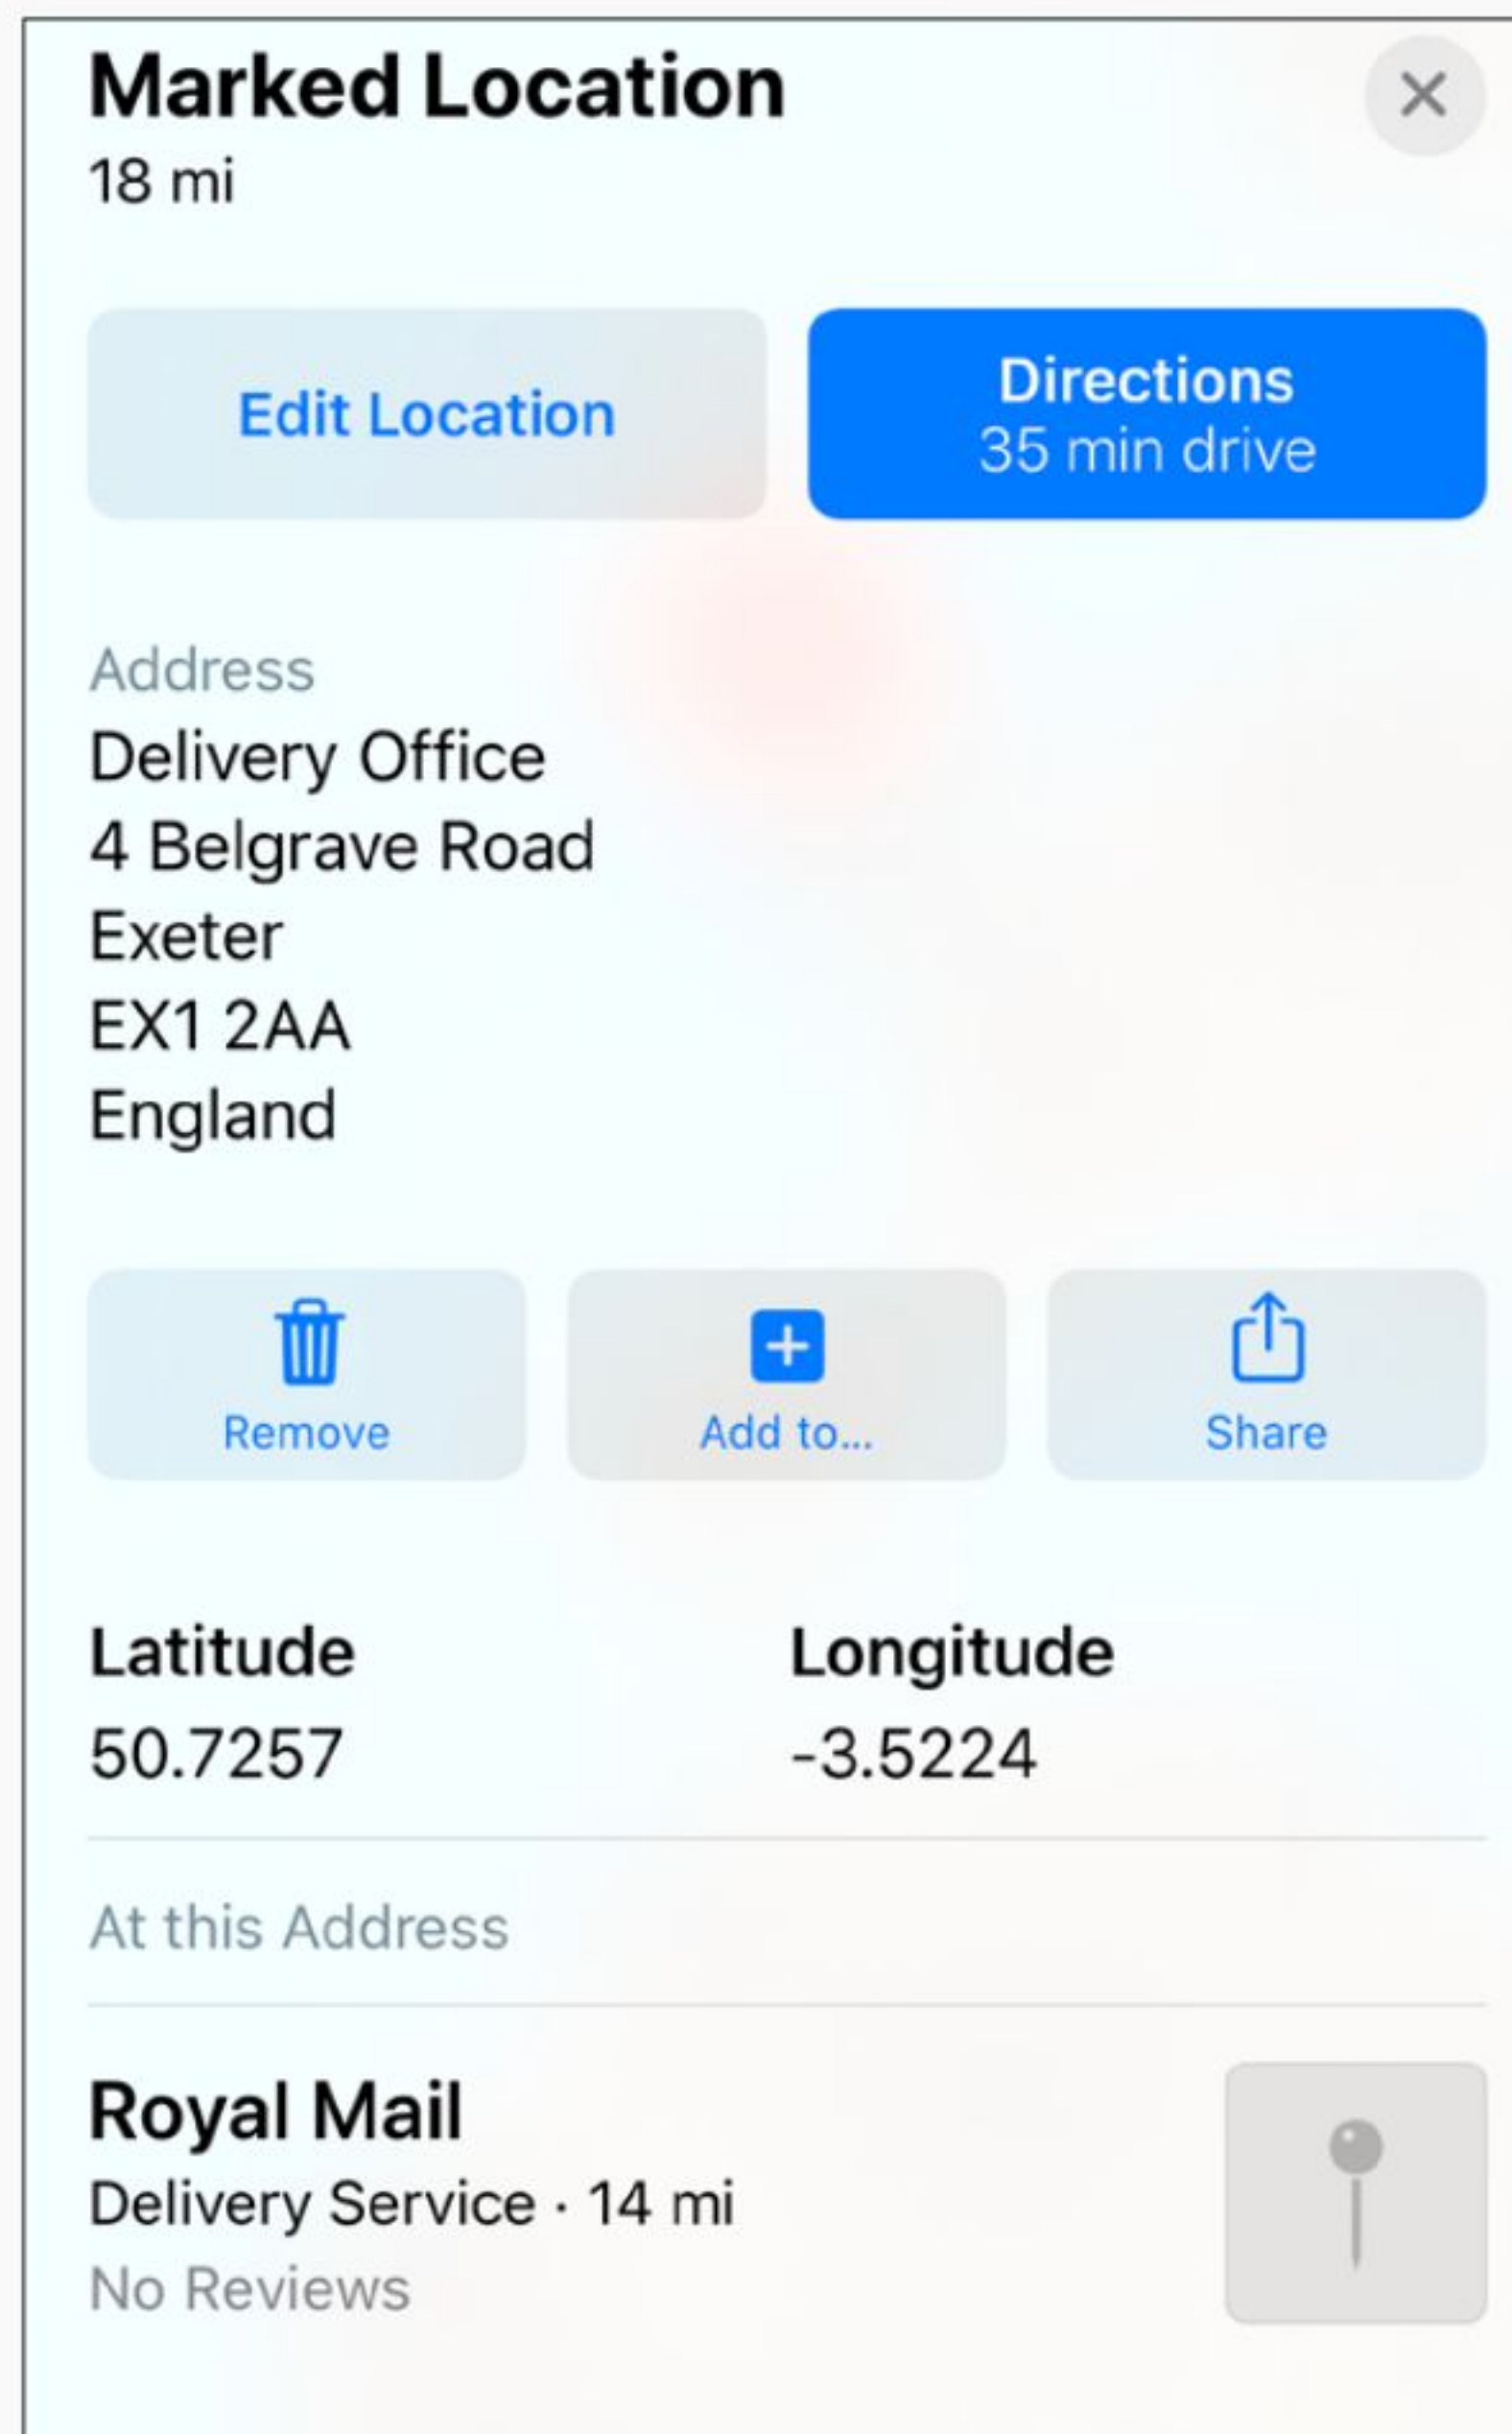 Marked Location
18 mi
Edit Location
Directions
35 min drive
Address
Delivery Office
4 Belgrave Road
Exeter
EX1 2AA
England
Remove
Add to...
Share
Latitude
Longitude
50.7257
-3.5224
At this Address
Royal Mail
Delivery Service · 14 mi
No Reviews